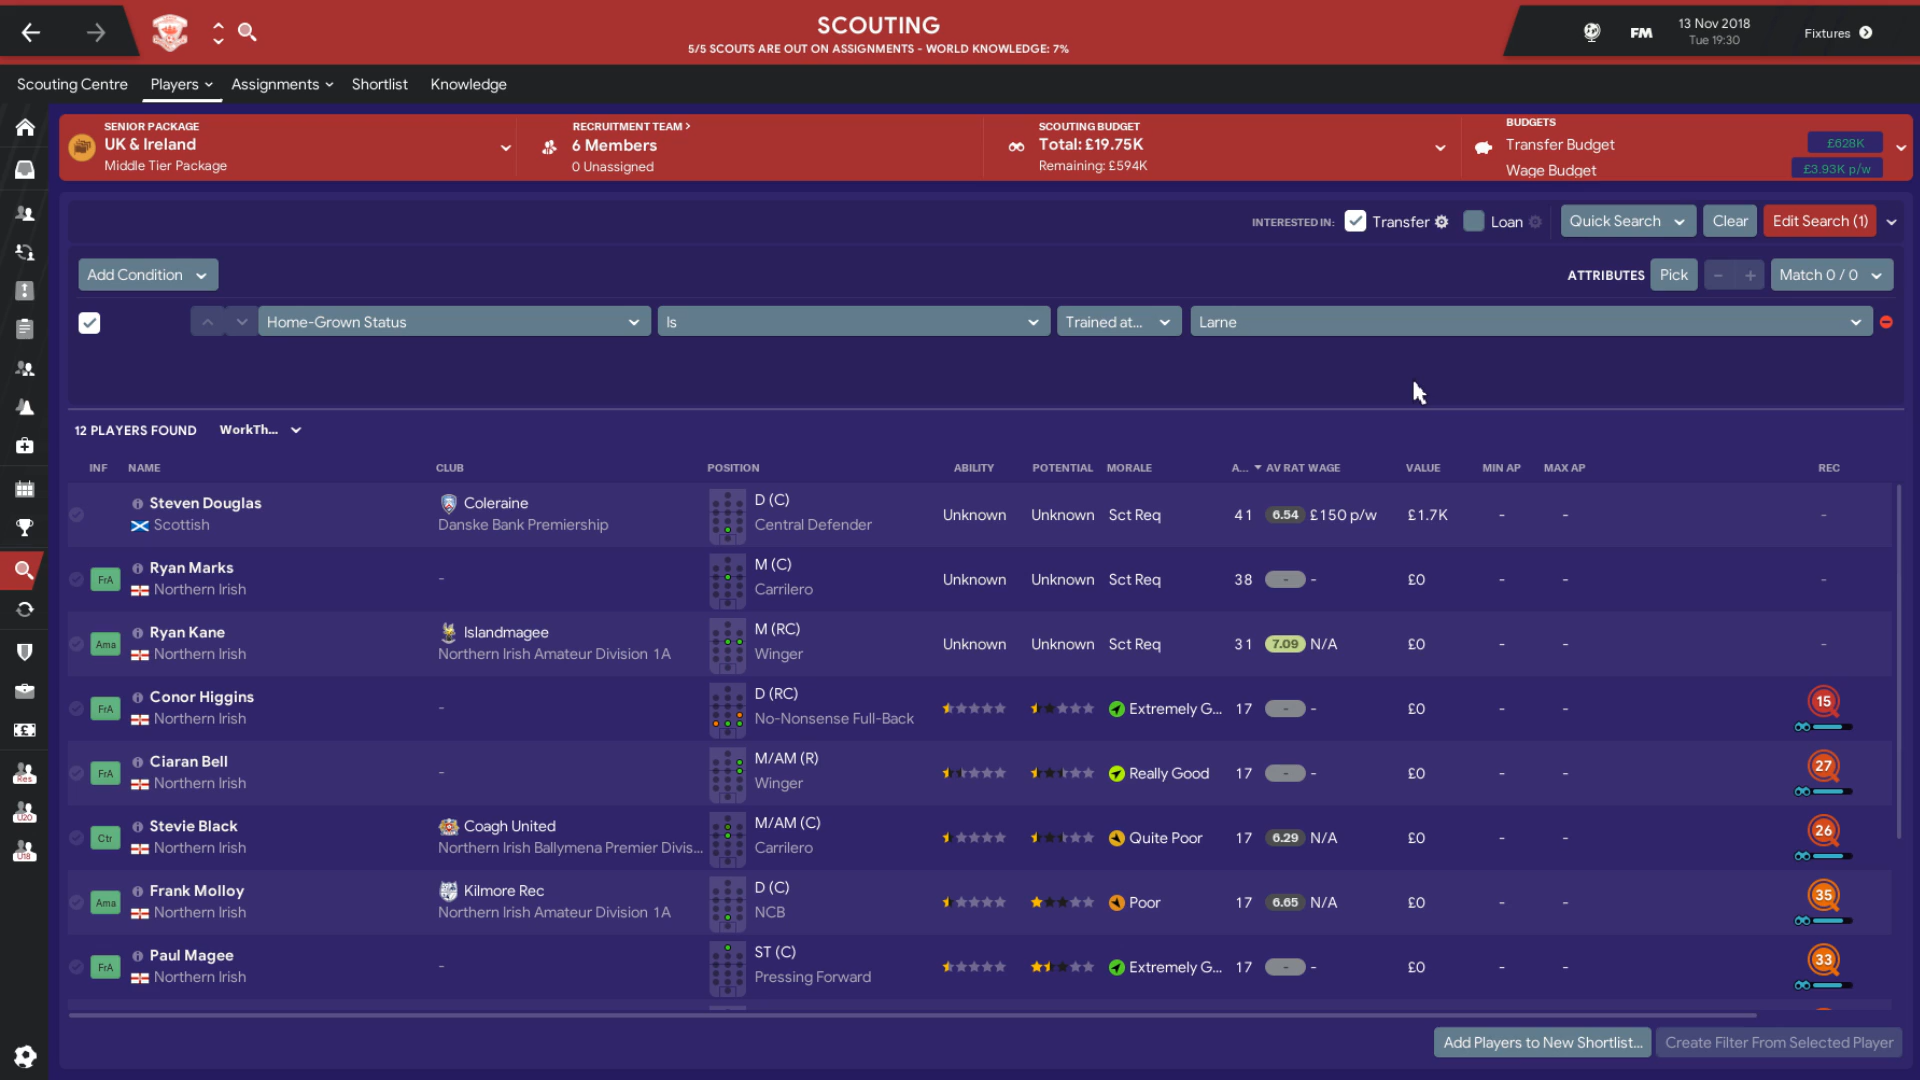 SCOUTING
5/5 SCOUTS ARE OUT ON ASSIGNMENTS - WORLD KNOWLEDGE: 7%
FM
13 Nov 2018
Tue 19:30
Fixtures
Scouting Centre Players Assignments Shortlist Knowledge
SENIOR PACKAGE
UK & Ireland
Middle Tier Package
RECRUITMENT TEAM >
6 Members
0 Unassigned
SCOUTING BUDGET
Total: £19.75K
Remaining: £594K
BUDGETS
Transfer Budget £628K
Wage Budget £3.93K p/w
INTERESTED IN: Transfer Loan Quick Search Clear Edit Search (1)
Add Condition ATTRIBUTES Pick - + Match 0 / 0
Home-Grown Status Is Trained at... Larne
12 PLAYERS FOUND WorkTh...
INF NAME CLUB POSITION ABILITY POTENTIAL MORALE A... AV RAT WAGE VALUE MIN AP MAX AP REC
Steven Douglas Coleraine D (C)
Scottish Danske Bank Premiership Central Defender
Unknown Unknown Sct Req 41 6.54 £150 p/w £1.7K - - -
Ryan Marks M (C)
Northern Irish Carrilero
FrA - Unknown Unknown Sct Req 38 - - £0 - - -
Ryan Kane Islandmagee M (RC)
Northern Irish Northern Irish Amateur Division 1A Winger
Ama Unknown Unknown Sct Req 31 7.09 N/A £0 - - -
Conor Higgins D (RC)
Northern Irish No-Nonsense Full-Back
FrA - Extremely G... 17 - - £0 - - 15
Ciaran Bell M/AM (R)
Northern Irish Winger
FrA - Really Good 17 - - £0 - - 27
Stevie Black Coagh United M/AM (C)
Northern Irish Northern Irish Ballymena Premier Divis... Carrilero
Ctr Quite Poor 17 6.29 N/A £0 - - 26
Frank Molloy Kilmore Rec D (C)
Northern Irish Northern Irish Amateur Division 1A NCB
Ama Poor 17 6.65 N/A £0 - - 35
Paul Magee ST (C)
Northern Irish Pressing Forward
FrA - Extremely G... 17 - - £0 - - 33
Res
U20
U18
Add Players to New Shortlist... Create Filter From Selected Player